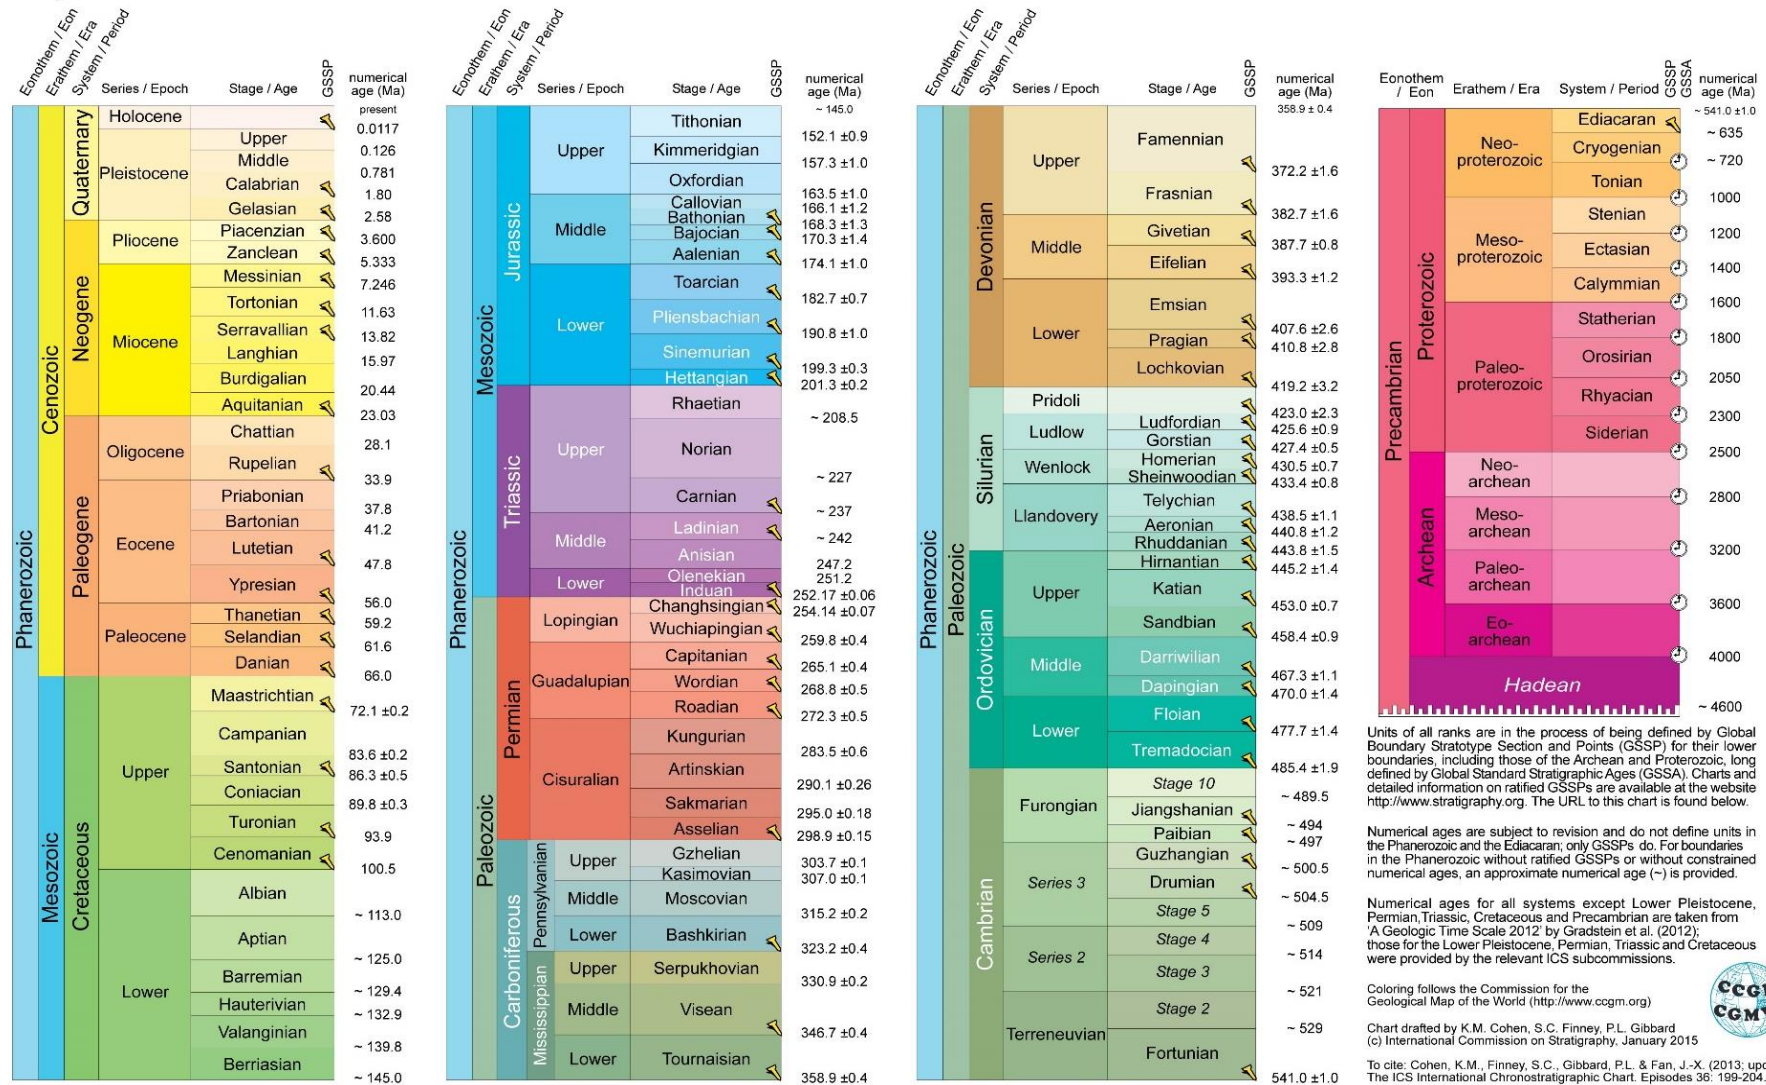 Eonothem / Eon
Erathem / Era
System / Period
Series / Epoch
Stage / Age
GSSP
numerical
age (Ma)
Phanerozoic
Cenozoic
Mesozoic
Quaternary
Neogene
Paleogene
Cretaceous
Holocene
Pleistocene
Pliocene
Miocene
Oligocene
Eocene
Paleocene
Upper
Lower
Upper
Middle
Calabrian
Gelasian
Piacenzian
Zanclean
Messinian
Tortonian
Serravallian
Langhian
Burdigalian
Aquitanian
Chattian
Rupelian
Priabonian
Bartonian
Lutetian
Ypresian
Thanetian
Selandian
Danian
Maastrichtian
Campanian
Santonian
Coniacian
Turonian
Cenomanian
Albian
Aptian
Barremian
Hauterivian
Valanginian
Berriasian
present
0.0117
0.126
0.781
1.80
2.58
3.600
5.333
7.246
11.63
13.82
15.97
20.44
23.03
28.1
33.9
37.8
41.2
47.8
56.0
59.2
61.6
66.0
72.1 ±0.2
83.6 ±0.2
86.3 ±0.5
89.8 ±0.3
93.9
100.5
~ 113.0
~ 125.0
~ 129.4
~ 132.9
~ 139.8
~ 145.0
Eonothem / Eon
Erathem / Era
System / Period
Series / Epoch
Stage / Age
GSSP
numerical
age (Ma)
Phanerozoic
Mesozoic
Paleozoic
Jurassic
Triassic
Permian
Carboniferous
Pennsylvanian
Mississippian
Upper
Middle
Lower
Upper
Middle
Lower
Lopingian
Guadalupian
Cisuralian
Upper
Middle
Lower
Upper
Middle
Lower
Tithonian
Kimmeridgian
Oxfordian
Callovian
Bathonian
Bajocian
Aalenian
Toarcian
Pliensbachian
Sinemurian
Hettangian
Rhaetian
Norian
Carnian
Ladinian
Anisian
Olenekian
Induan
Changhsingian
Wuchiapingian
Capitanian
Wordian
Roadian
Kungurian
Artinskian
Sakmarian
Asselian
Gzhelian
Kasimovian
Moscovian
Bashkirian
Serpukhovian
Visean
Tournaisian
~ 145.0
152.1 ±0.9
157.3 ±1.0
163.5 ±1.0
166.1 ±1.2
168.3 ±1.3
170.3 ±1.4
174.1 ±1.0
182.7 ±0.7
190.8 ±1.0
199.3 ±0.3
201.3 ±0.2
~ 208.5
~ 227
~ 237
~ 242
247.2
251.2
252.17 ±0.06
254.14 ±0.07
259.8 ±0.4
265.1 ±0.4
268.8 ±0.5
272.3 ±0.5
283.5 ±0.6
290.1 ±0.26
295.0 ±0.18
298.9 ±0.15
303.7 ±0.1
307.0 ±0.1
315.2 ±0.2
323.2 ±0.4
330.9 ±0.2
346.7 ±0.4
358.9 ±0.4
Eonothem / Eon
Erathem / Era
System / Period
Series / Epoch
Stage / Age
GSSP
numerical
age (Ma)
Phanerozoic
Paleozoic
Devonian
Silurian
Ordovician
Cambrian
Upper
Middle
Lower
Pridoli
Ludlow
Wenlock
Llandovery
Upper
Middle
Lower
Furongian
Series 3
Series 2
Terreneuvian
Famennian
Frasnian
Givetian
Eifelian
Emsian
Pragian
Lochkovian
Ludfordian
Gorstian
Homerian
Sheinwoodian
Telychian
Aeronian
Rhuddanian
Hirnantian
Katian
Sandbian
Darriwilian
Dapingian
Floian
Tremadocian
Stage 10
Jiangshanian
Paibian
Guzhangian
Drumian
Stage 5
Stage 4
Stage 3
Stage 2
Fortunian
358.9 ± 0.4
372.2 ±1.6
382.7 ±1.6
387.7 ±0.8
393.3 ±1.2
407.6 ±2.6
410.8 ±2.8
419.2 ±3.2
423.0 ±2.3
425.6 ±0.9
427.4 ±0.5
430.5 ±0.7
433.4 ±0.8
438.5 ±1.1
440.8 ±1.2
443.8 ±1.5
445.2 ±1.4
453.0 ±0.7
458.4 ±0.9
467.3 ±1.1
470.0 ±1.4
477.7 ±1.4
485.4 ±1.9
~ 489.5
~ 494
~ 497
~ 500.5
~ 504.5
~ 509
~ 514
~ 521
~ 529
541.0 ±1.0
Eonothem
/ Eon
Erathem / Era
System / Period
GSSP
GSSA
numerical
age (Ma)
Precambrian
Proterozoic
Archean
Hadean
Neo-
proterozoic
Meso-
proterozoic
Paleo-
proterozoic
Neo-
archean
Meso-
archean
Paleo-
archean
Eo-
archean
Ediacaran
Cryogenian
Tonian
Stenian
Ectasian
Calymmian
Statherian
Orosirian
Rhyacian
Siderian
~ 541.0 ±1.0
~ 635
~ 720
1000
1200
1400
1600
1800
2050
2300
2500
2800
3200
3600
4000
~ 4600
Units of all ranks are in the process of being defined by Global
Boundary Stratotype Section and Points (GSSP) for their lower
boundaries, including those of the Archean and Proterozoic, long
defined by Global Standard Stratigraphic Ages (GSSA). Charts and
detailed information on ratified GSSPs are available at the website
http://www.stratigraphy.org. The URL to this chart is found below.
Numerical ages are subject to revision and do not define units in
the Phanerozoic and the Ediacaran; only GSSPs do. For boundaries
in the Phanerozoic without ratified GSSPs or without constrained
numerical ages, an approximate numerical age (~) is provided.
Numerical ages for all systems except Lower Pleistocene,
Permian,Triassic, Cretaceous and Precambrian are taken from
'A Geologic Time Scale 2012' by Gradstein et al. (2012);
those for the Lower Pleistocene, Permian, Triassic and Cretaceous
were provided by the relevant ICS subcommissions.
Coloring follows the Commission for the
Geological Map of the World (http://www.ccgm.org)
CCG
CGM
Chart drafted by K.M. Cohen, S.C. Finney, P.L. Gibbard
(c) International Commission on Stratigraphy, January 2015
To cite: Cohen, K.M., Finney, S.C., Gibbard, P.L. & Fan, J.-X. (2013; upd
The ICS International Chronostratigraphic Chart. Episodes 36: 199-204.